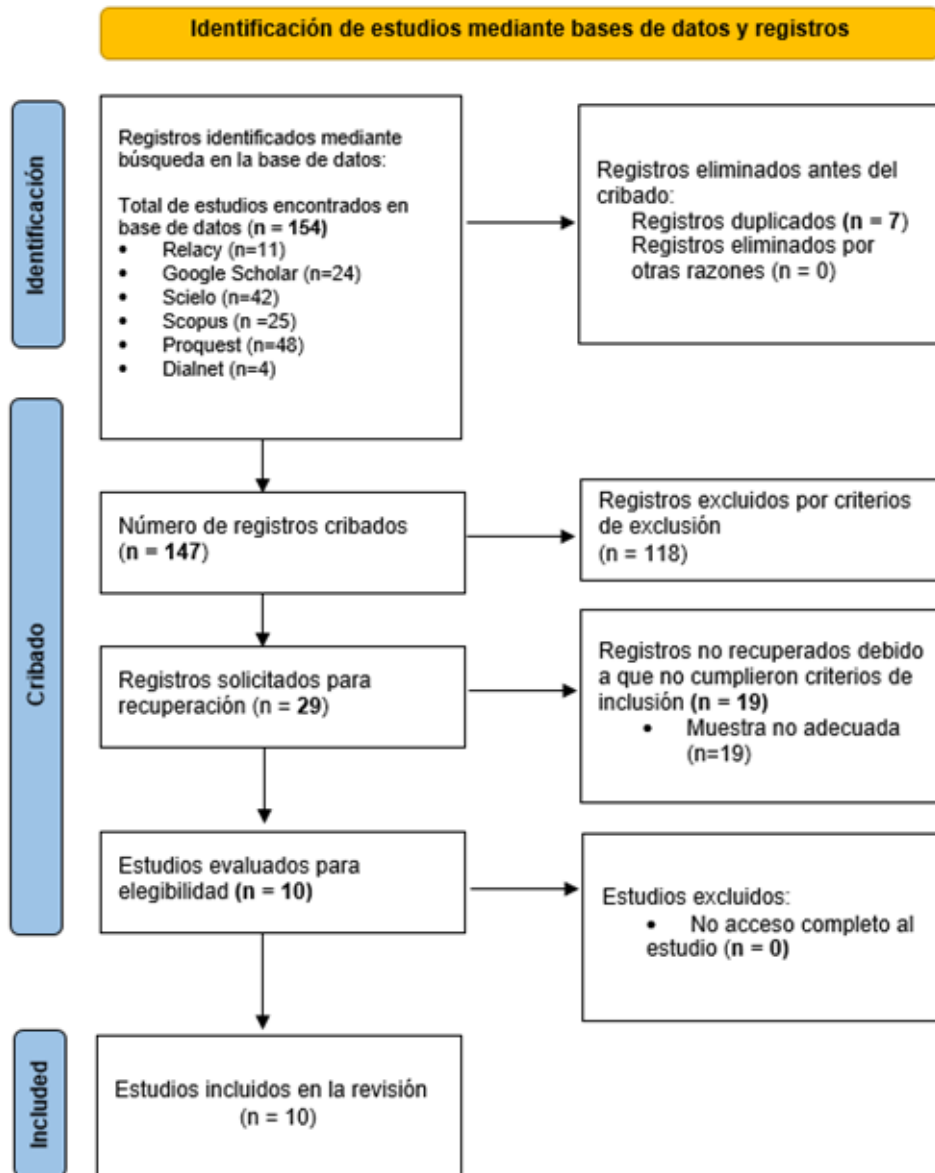 Identificación de estudios mediante bases de datos y registros
Identificación
Registros identificados mediante
búsqueda en la base de datos:
Total de estudios encontrados en
base de datos (n = 154)
• Relacy (n=11)
• Google Scholar (n=24)
• Scielo (n=42)
• Scopus (n =25)
• Proquest (n=48)
• Dialnet (n=4)
Registros eliminados antes del
cribado:
Registros duplicados (n = 7)
Registros eliminados por
otras razones (n = 0)
Cribado
Número de registros cribados
(n = 147)
Registros excluidos por criterios
de exclusión
(n = 118)
Registros solicitados para
recuperación (n = 29)
Registros no recuperados debido
a que no cumplieron criterios de
inclusión (n = 19)
• Muestra no adecuada
(n=19)
Estudios evaluados para
elegibilidad (n = 10)
Estudios excluidos:
• No acceso completo al
estudio (n = 0)
Included
Estudios incluidos en la revisión
(n = 10)